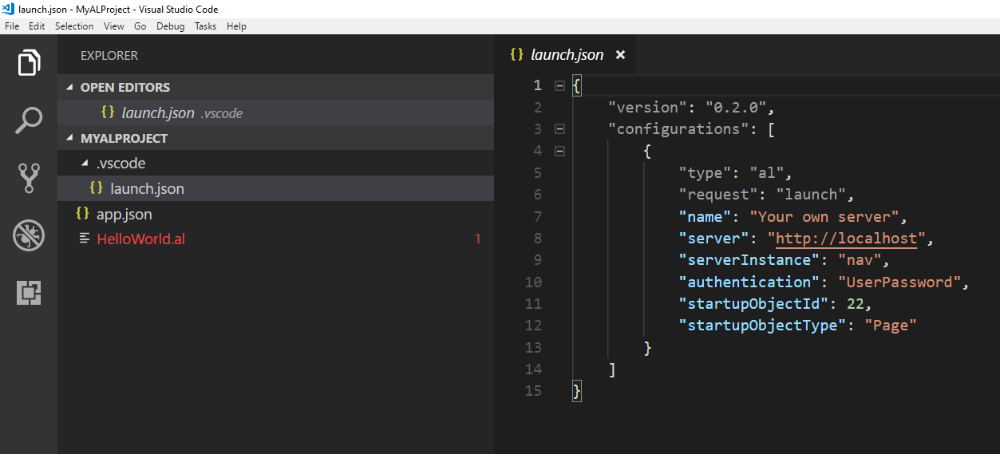 launch.json - MyALProject - Visual Studio Code
File Edit Selection View Go Debug Tasks Help
EXPLORER
OPEN EDITORS
{} launch.json .vscode
MYALPROJECT
.vscode
{} launch.json
{} app.json
HelloWorld.al 1
{} launch.json ×
1 {
2 "version": "0.2.0",
3 "configurations": [
4 {
5 "type": "al",
6 "request": "launch",
7 "name": "Your own server",
8 "server": "http://localhost",
9 "serverInstance": "nav",
10 "authentication": "UserPassword",
11 "startupObjectId": 22,
12 "startupObjectType": "Page"
13 }
14 ]
15 }